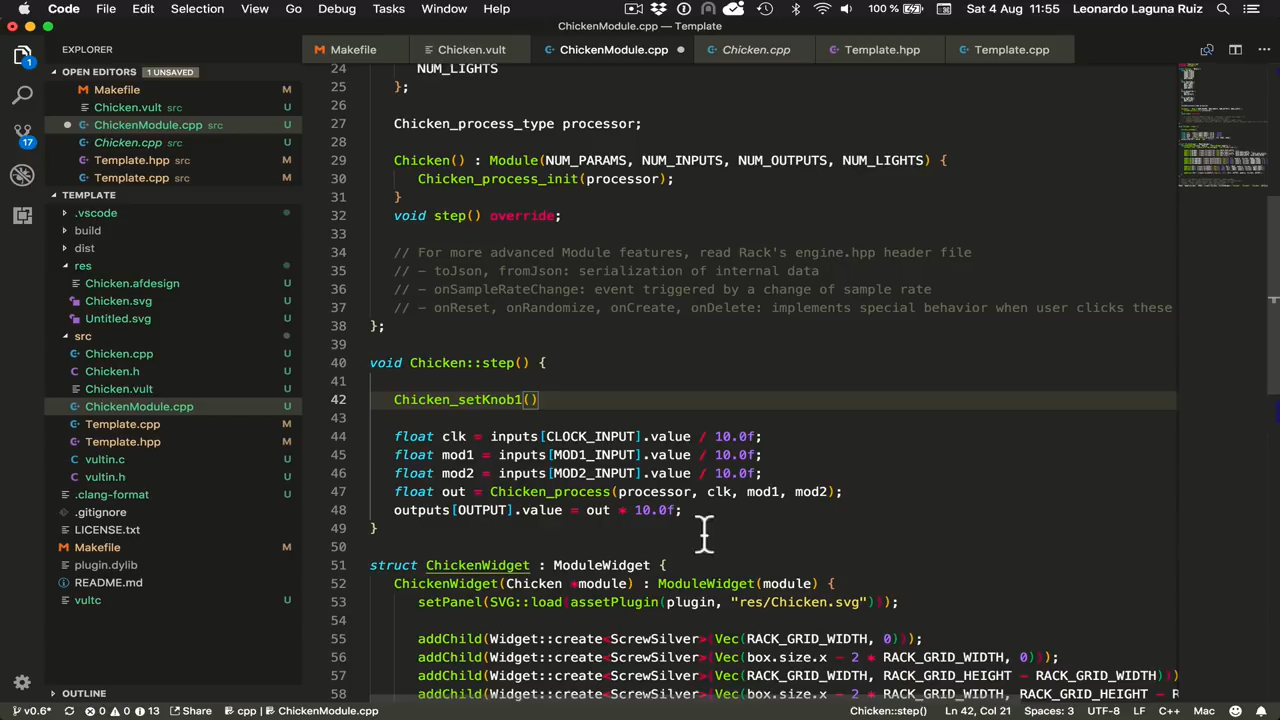 Code File Edit Selection View Go Debug Tasks Window Help 100 % Sat 4 Aug 11:55 Leonardo Laguna Ruiz
ChickenModule.cpp — Template
EXPLORER
Makefile Chicken.vult ChickenModule.cpp Chicken.cpp Template.hpp Template.cpp
OPEN EDITORS 1 UNSAVED
Makefile M
Chicken.vult src U
ChickenModule.cpp src U
Chicken.cpp src U
Template.hpp src M
Template.cpp src M
TEMPLATE
.vscode
build
dist
res
Chicken.afdesign U
Chicken.svg U
Untitled.svg U
src
Chicken.cpp U
Chicken.h U
Chicken.vult U
ChickenModule.cpp U
Template.cpp M
Template.hpp M
vultin.c U
vultin.h U
.clang-format U
.gitignore
LICENSE.txt
Makefile M
plugin.dylib
README.md
vultc U
OUTLINE
1
17
24 NUM_LIGHTS
25 };
26
27 Chicken_process_type processor;
28
29 Chicken() : Module(NUM_PARAMS, NUM_INPUTS, NUM_OUTPUTS, NUM_LIGHTS) {
30 Chicken_process_init(processor);
31 }
32 void step() override;
33
34 // For more advanced Module features, read Rack's engine.hpp header file
35 // - toJson, fromJson: serialization of internal data
36 // - onSampleRateChange: event triggered by a change of sample rate
37 // - onReset, onRandomize, onCreate, onDelete: implements special behavior when user clicks these
38 };
39
40 void Chicken::step() {
41
42 Chicken_setKnob1()
43
44 float clk = inputs[CLOCK_INPUT].value / 10.0f;
45 float mod1 = inputs[MOD1_INPUT].value / 10.0f;
46 float mod2 = inputs[MOD2_INPUT].value / 10.0f;
47 float out = Chicken_process(processor, clk, mod1, mod2);
48 outputs[OUTPUT].value = out * 10.0f;
49 }
50
51 struct ChickenWidget : ModuleWidget {
52 ChickenWidget(Chicken *module) : ModuleWidget(module) {
53 setPanel(SVG::load(assetPlugin(plugin, "res/Chicken.svg")));
54
55 addChild(Widget::create<ScrewSilver>(Vec(RACK_GRID_WIDTH, 0)));
56 addChild(Widget::create<ScrewSilver>(Vec(box.size.x - 2 * RACK_GRID_WIDTH, 0)));
57 addChild(Widget::create<ScrewSilver>(Vec(RACK_GRID_WIDTH, RACK_GRID_HEIGHT - RACK_GRID_WIDTH))
58 addChild(Widget::create<ScrewSilver>(Vec(box.size.x - 2 * RACK_GRID_WIDTH, RACK_GRID_HEIGHT - R
v0.6* 0 0 13 Share cpp | ChickenModule.cpp Chicken::step() Ln 42, Col 21 Spaces: 3 UTF-8 LF C++ Mac